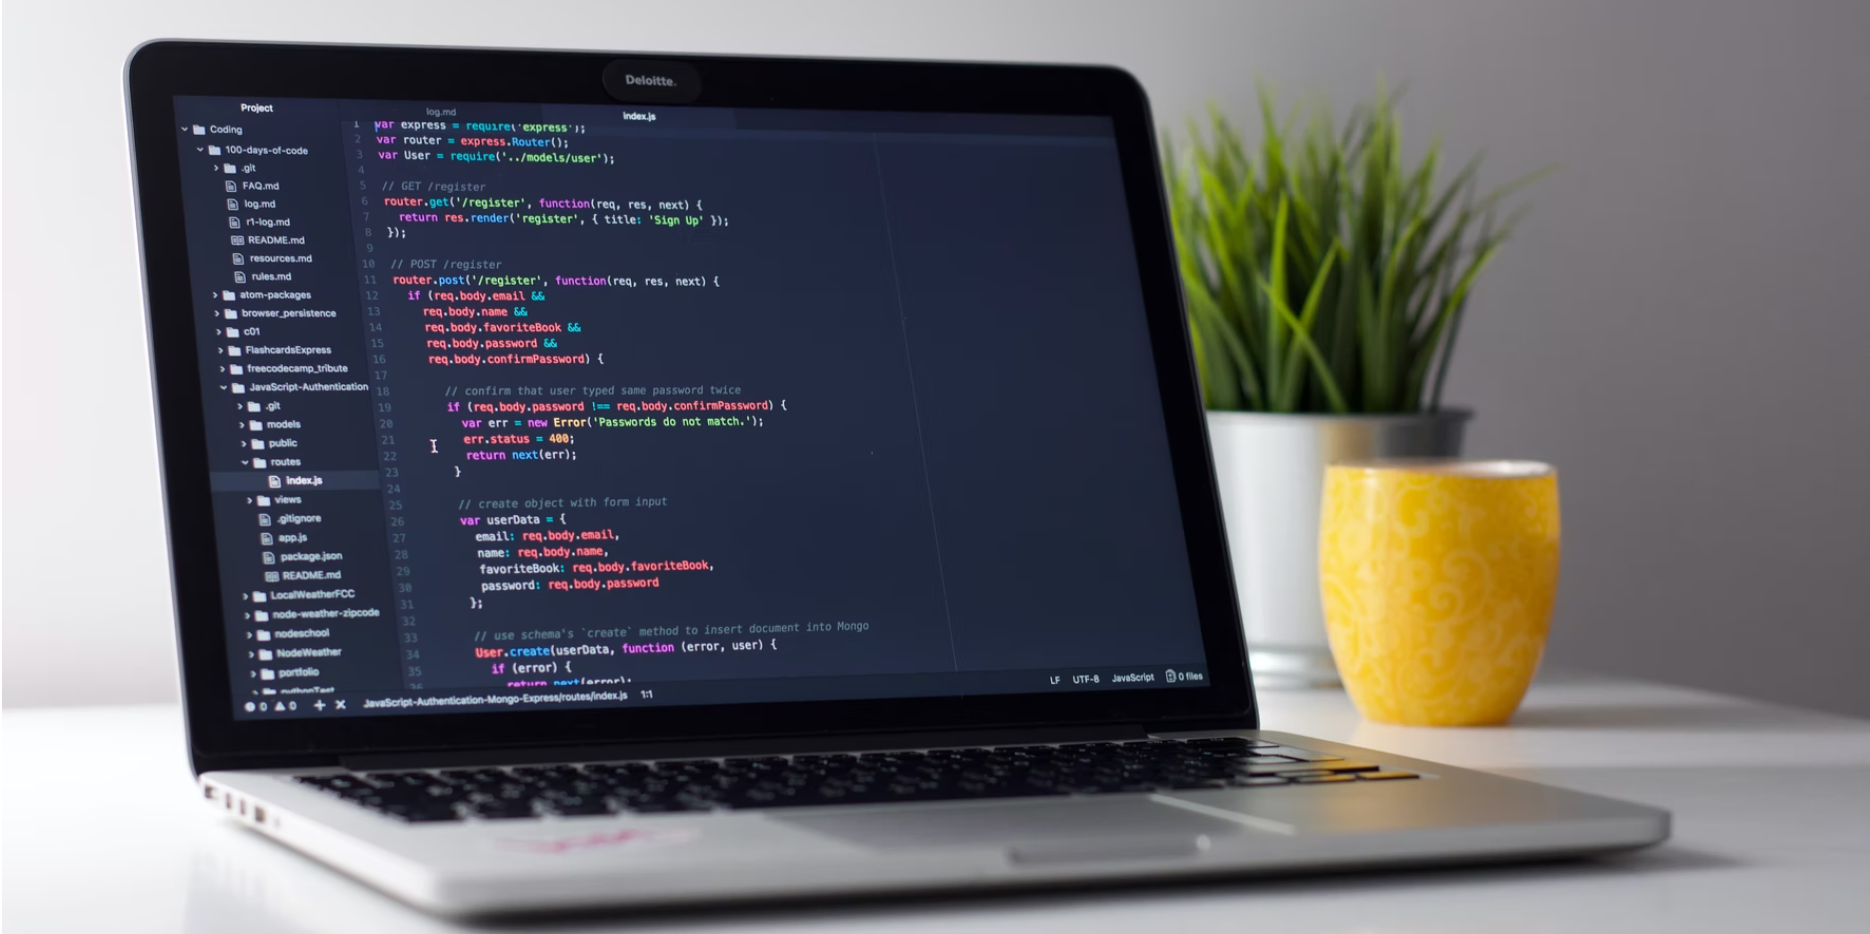 Deloitte.
Project
log.md
index.js
Coding
100-days-of-code
.git
FAQ.md
log.md
r1-log.md
README.md
resources.md
rules.md
atom-packages
browser_persistence
c01
FlashcardsExpress
freecodecamp_tribute
JavaScript-Authentication
.git
models
public
routes
index.js
views
.gitignore
app.js
package.json
README.md
LocalWeatherFCC
node-weather-zipcode
nodeschool
NodeWeather
portfolio
pythonTest
1 var express = require('express');
2 var router = express.Router();
3 var User = require('../models/user');
4
5 // GET /register
6 router.get('/register', function(req, res, next) {
7 return res.render('register', { title: 'Sign Up' });
8 });
9
10 // POST /register
11 router.post('/register', function(req, res, next) {
12 if (req.body.email &&
13 req.body.name &&
14 req.body.favoriteBook &&
15 req.body.password &&
16 req.body.confirmPassword) {
17
18 // confirm that user typed same password twice
19 if (req.body.password !== req.body.confirmPassword) {
20 var err = new Error('Passwords do not match.');
21 err.status = 400;
22 return next(err);
23 }
24
25 // create object with form input
26 var userData = {
27 email: req.body.email,
28 name: req.body.name,
29 favoriteBook: req.body.favoriteBook,
30 password: req.body.password
31 };
32
33 // use schema's `create` method to insert document into Mongo
34 User.create(userData, function (error, user) {
35 if (error) {
36 return next(error);
0 0 JavaScript-Authentication-Mongo-Express/routes/index.js 1:1
LF UTF-8 JavaScript 0 files